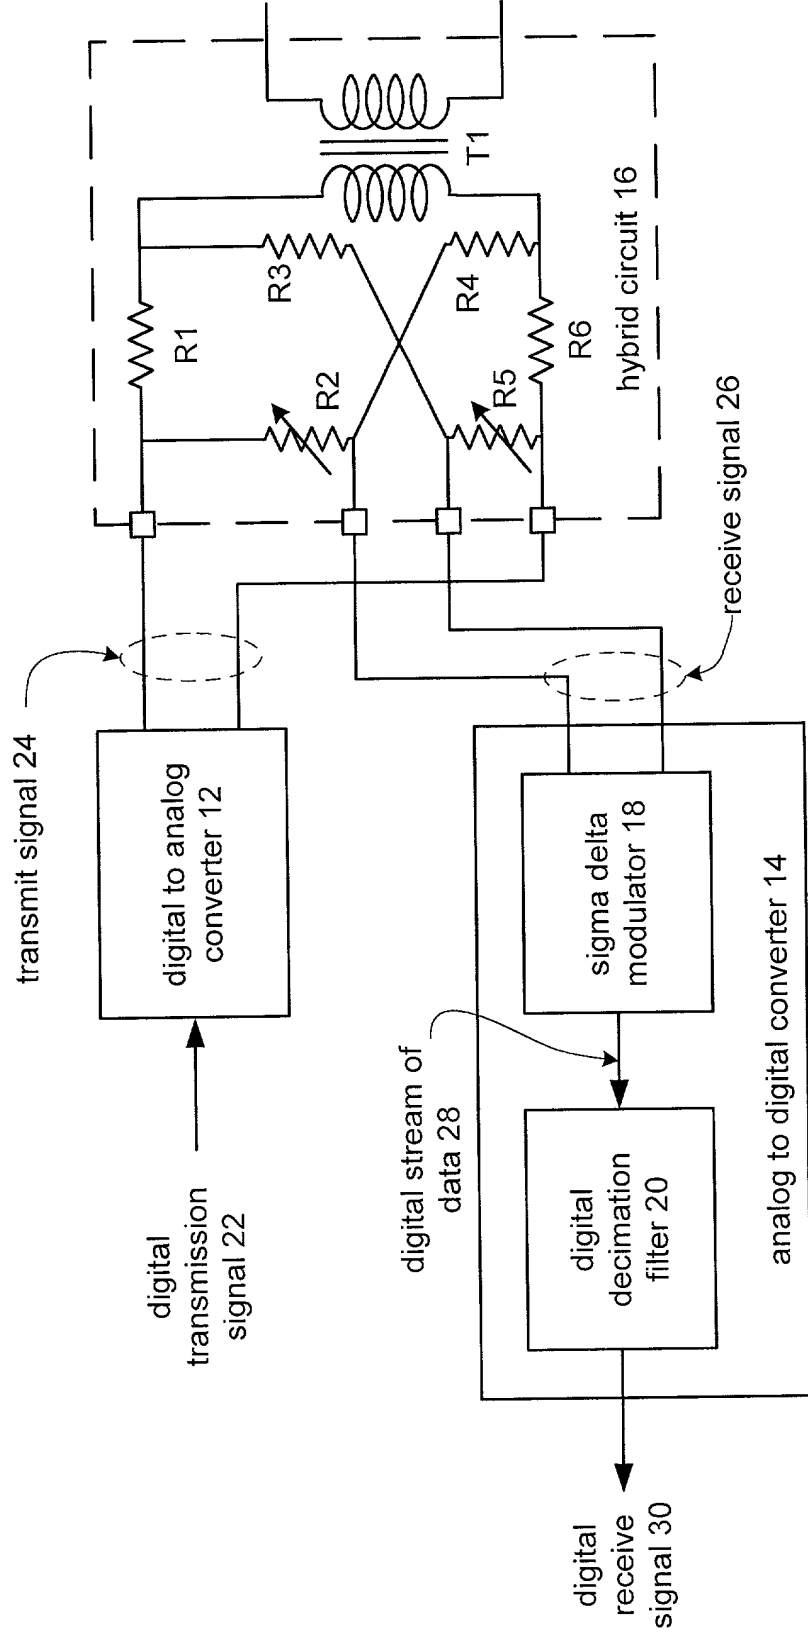 digital
transmission
signal 22
digital to analog
converter 12
transmit signal 24
R1
R2
R3
R4
R5
R6
T1
hybrid circuit 16
receive signal 26
sigma delta
modulator 18
digital stream of
data 28
digital
decimation
filter 20
analog to digital converter 14
digital
receive
signal 30